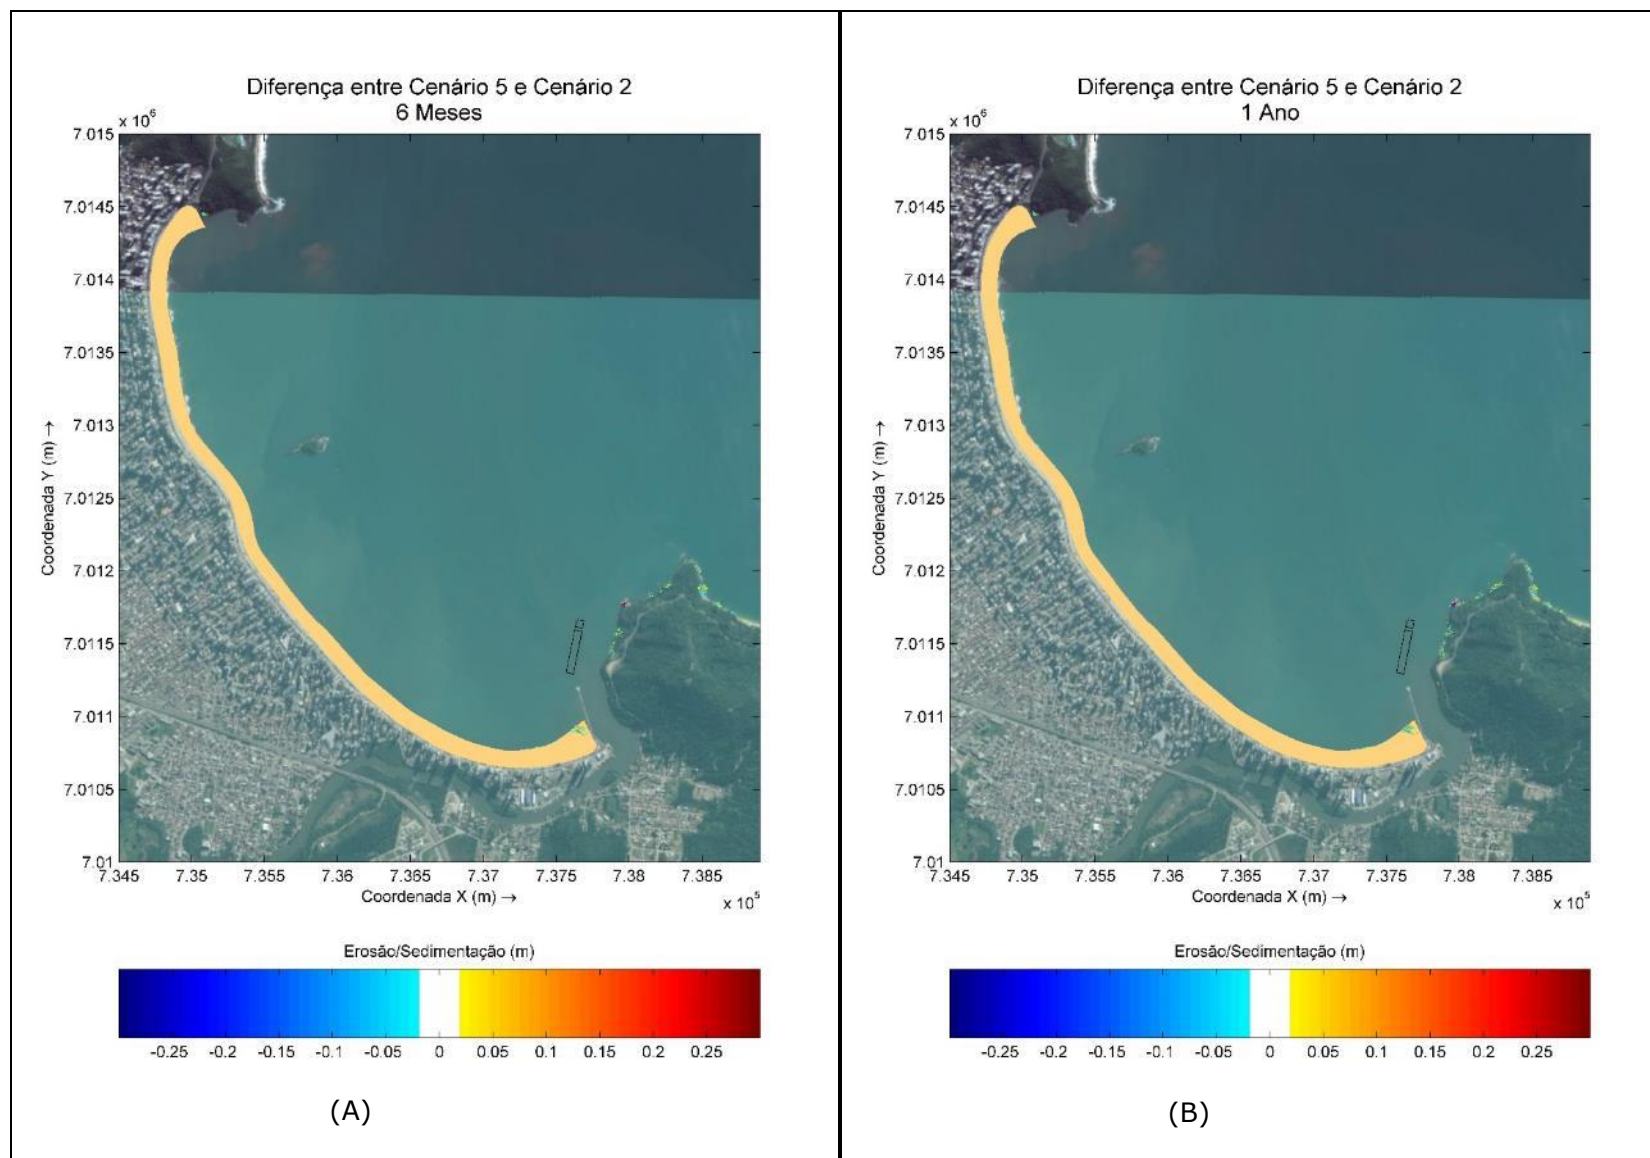 Diferença entre Cenário 5 e Cenário 2
6 Meses
x 10⁶
7.015
7.0145
7.014
7.0135
7.013
7.0125
7.012
7.0115
7.011
7.0105
7.01
Coordenada Y (m) →
7.345 7.35 7.355 7.36 7.365 7.37 7.375 7.38 7.385
Coordenada X (m) →
x 10⁵
Erosão/Sedimentação (m)
-0.25 -0.2 -0.15 -0.1 -0.05 0 0.05 0.1 0.15 0.2 0.25
(A)
Diferença entre Cenário 5 e Cenário 2
1 Ano
x 10⁶
7.015
7.0145
7.014
7.0135
7.013
7.0125
7.012
7.0115
7.011
7.0105
7.01
Coordenada Y (m) →
7.345 7.35 7.355 7.36 7.365 7.37 7.375 7.38 7.385
Coordenada X (m) →
x 10⁵
Erosão/Sedimentação (m)
-0.25 -0.2 -0.15 -0.1 -0.05 0 0.05 0.1 0.15 0.2 0.25
(B)